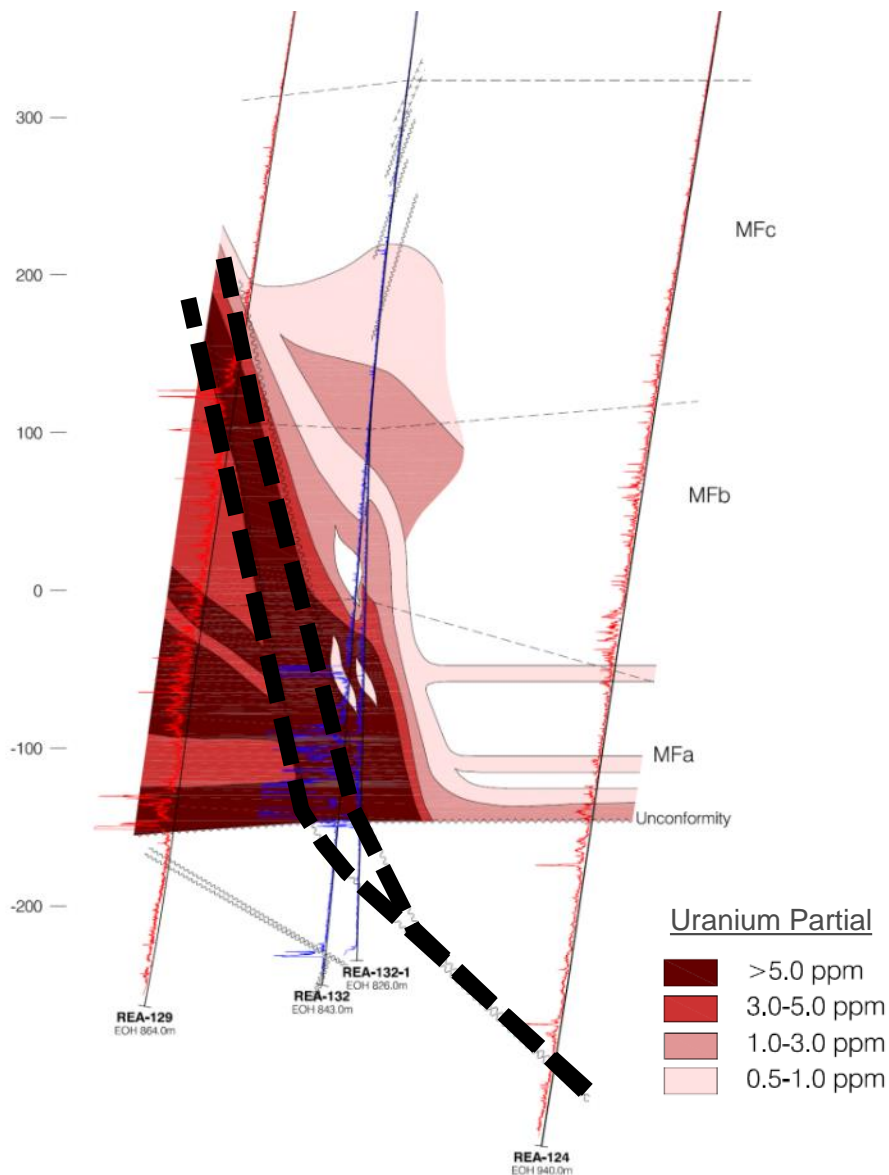 300
200
100
0
-100
-200
MFc
MFb
MFa
Unconformity
REA-129
EOH 864.0m
REA-132
EOH 843.0m
REA-132-1
EOH 826.0m
REA-124
EOH 940.0m
Uranium Partial
>5.0 ppm
3.0-5.0 ppm
1.0-3.0 ppm
0.5-1.0 ppm